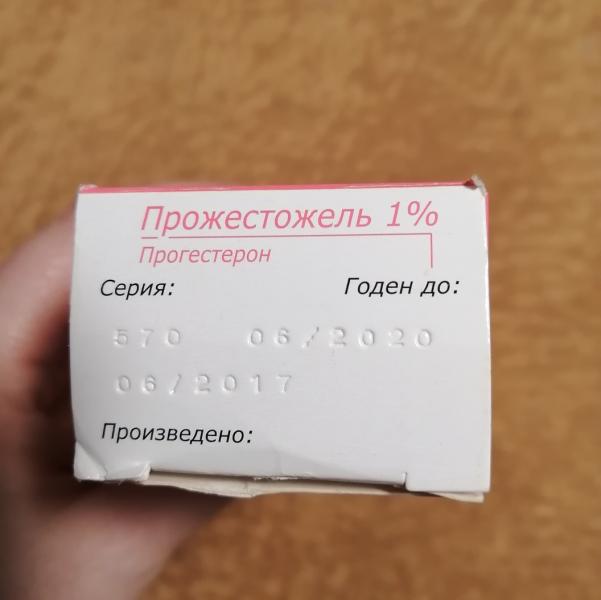 Прожестожель 1%
Прогестерон
Серия: Годен до:
570 06/2020
06/2017
Произведено: